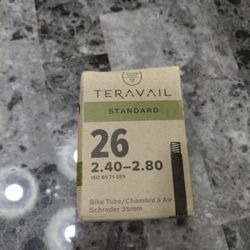 TERAVAIL
STANDARD
26
2.40–2.80
ISO 61/71-559
Bike Tube/Chambre à Air
Schrader 35mm